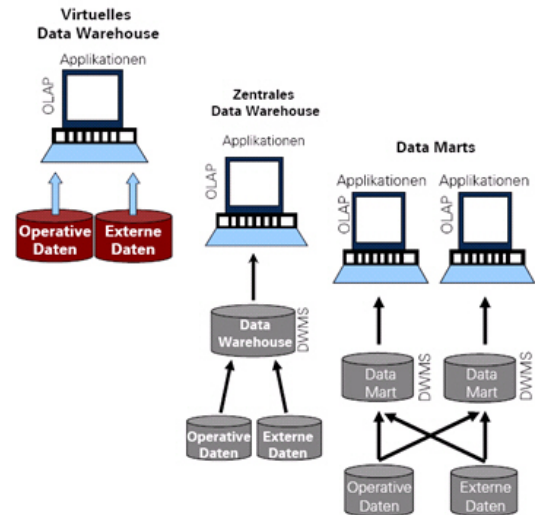 Virtuelles
Data Warehouse
Applikationen
OLAP
Operative
Daten
Externe
Daten
Zentrales
Data Warehouse
Applikationen
OLAP
Data
Warehouse
DWMS
Operative
Daten
Externe
Daten
Data Marts
Applikationen
OLAP
Applikationen
OLAP
Data
Mart
DWMS
Data
Mart
DWMS
Operative
Daten
Externe
Daten